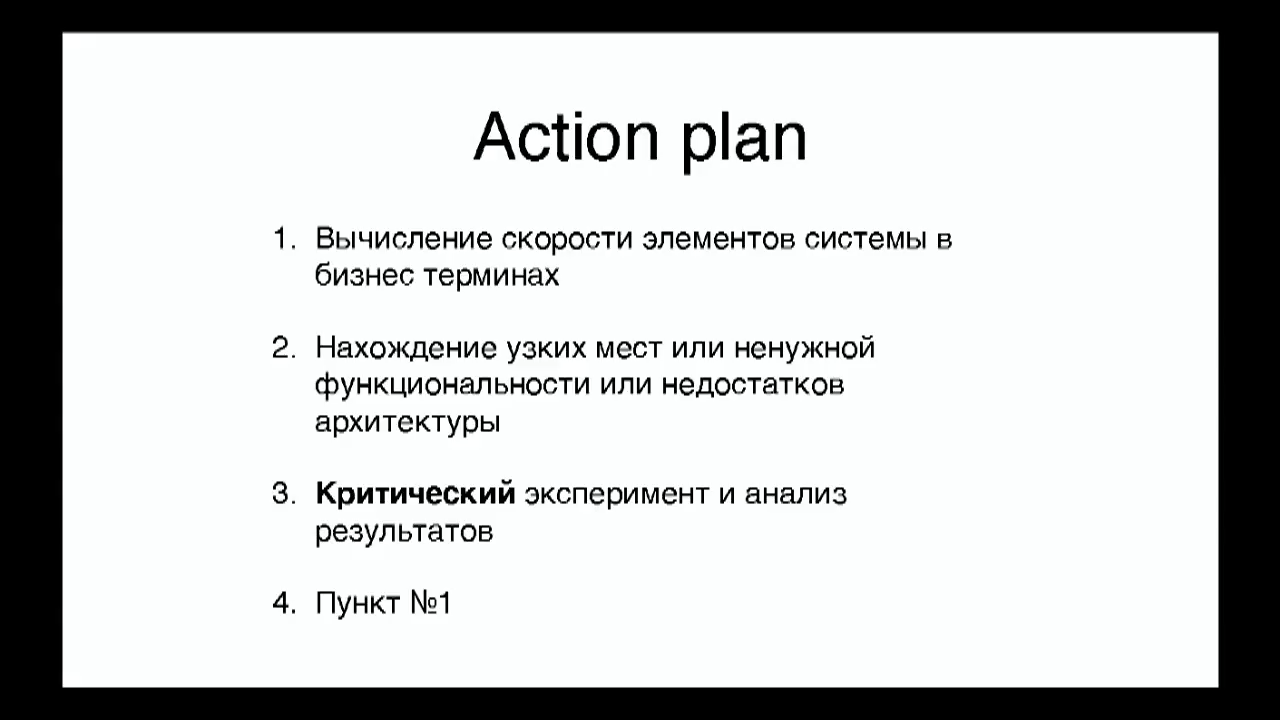 Action plan
1. Вычисление скорости элементов системы в
бизнес терминах
2. Нахождение узких мест или ненужной
функциональности или недостатков
архитектуры
3. Критический эксперимент и анализ
результатов
4. Пункт №1